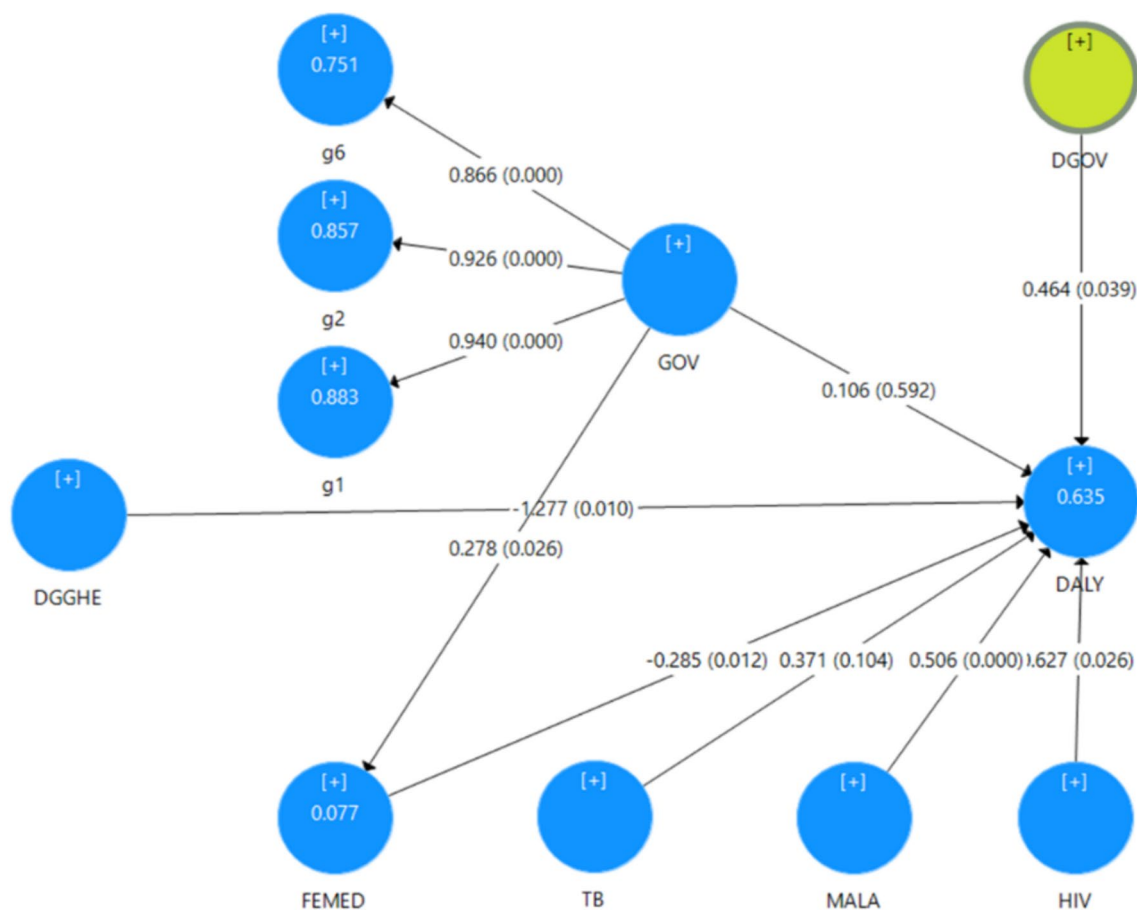 [+]
0.751
g6
[+]
0.857
g2
[+]
0.883
g1
[+]
DGOV
[+]
GOV
0.866 (0.000)
0.926 (0.000)
0.940 (0.000)
0.464 (0.039)
0.106 (0.592)
[+]
DGGHE
-1.277 (0.010)
0.278 (0.026)
[+]
0.635
DALY
-0.285 (0.012)
0.371 (0.104)
0.506 (0.000)
.627 (0.026)
[+]
0.077
FEMED
[+]
TB
[+]
MALA
[+]
HIV